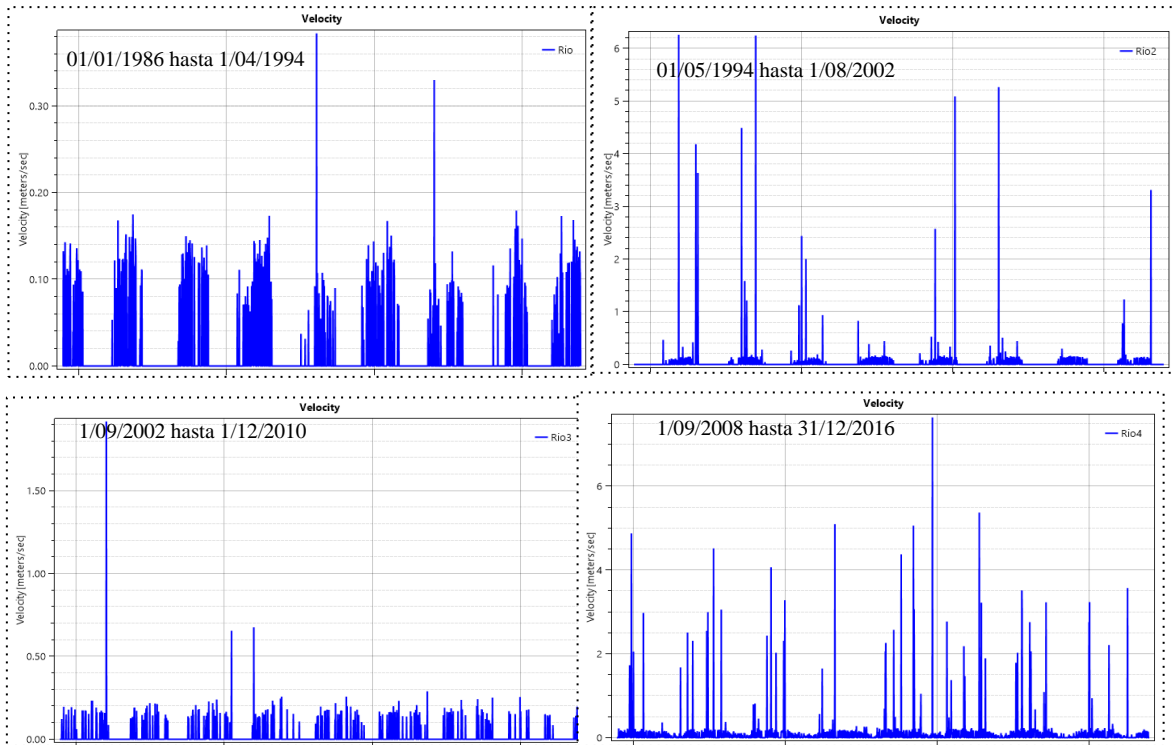 Velocity
Rio
01/01/1986 hasta 1/04/1994
0.30
0.20
0.10
0.00
Velocity[meters/sec]
Velocity
Rio2
01/05/1994 hasta 1/08/2002
6
5
4
3
2
1
0
Velocity[meters/sec]
Velocity
Rio3
1/09/2002 hasta 1/12/2010
1.50
1.00
0.50
0.00
Velocity[meters/sec]
Velocity
Rio4
1/09/2008 hasta 31/12/2016
6
4
2
0
Velocity[meters/sec]